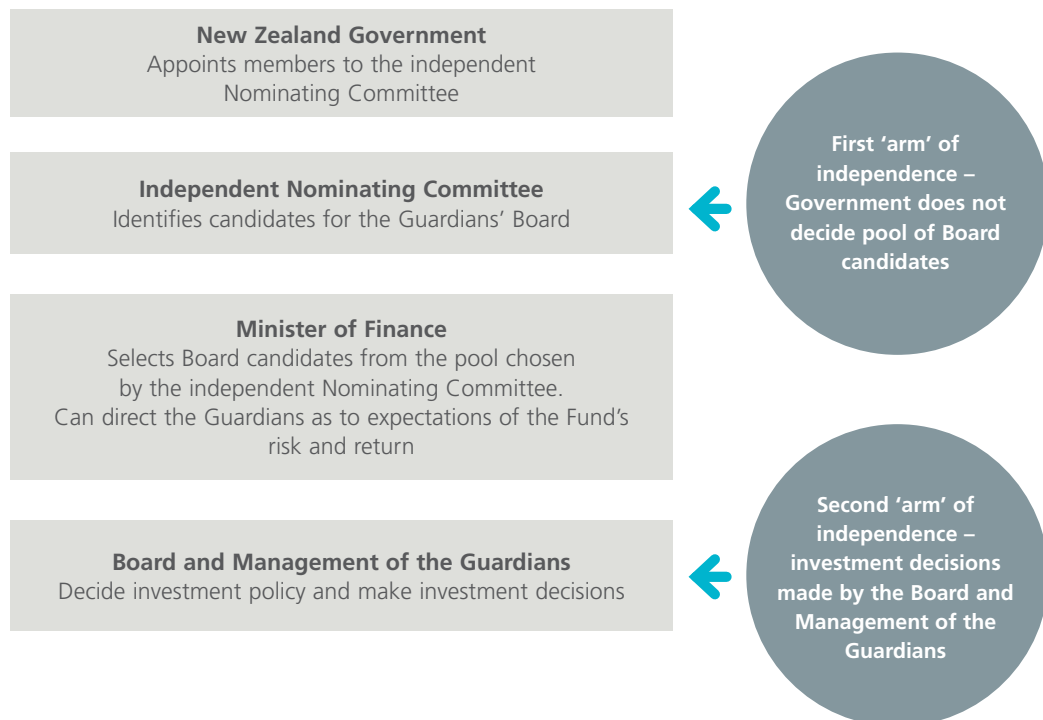 New Zealand Government
Appoints members to the independent
Nominating Committee
Independent Nominating Committee
Identifies candidates for the Guardians’ Board
First ‘arm’ of
independence –
Government does not
decide pool of Board
candidates
Minister of Finance
Selects Board candidates from the pool chosen
by the independent Nominating Committee.
Can direct the Guardians as to expectations of the Fund’s
risk and return
Board and Management of the Guardians
Decide investment policy and make investment decisions
Second ‘arm’ of
independence –
investment decisions
made by the Board and
Management of the
Guardians